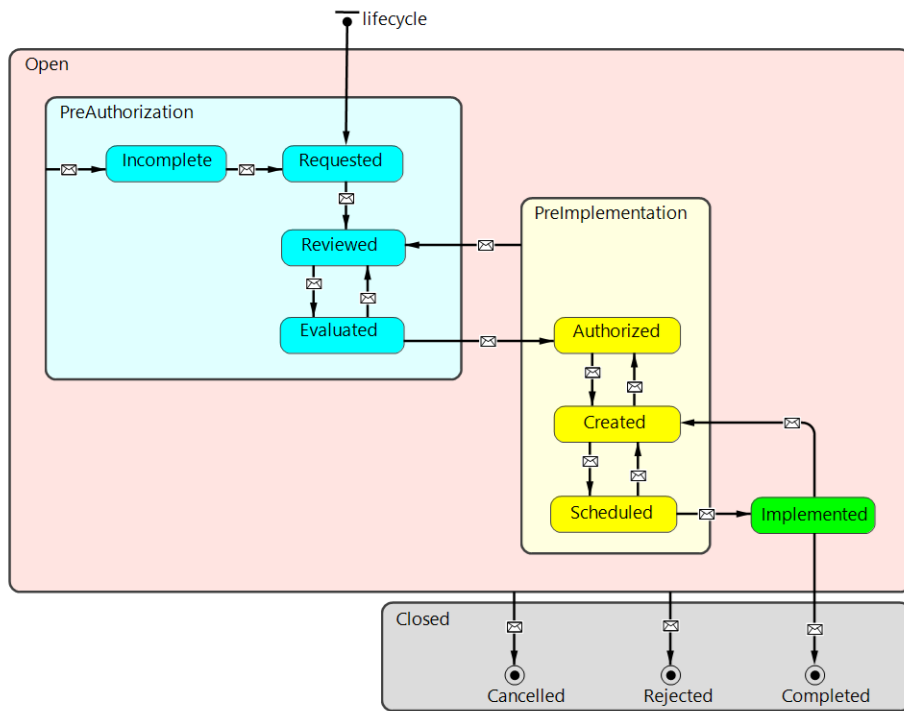 lifecycle
Open
PreAuthorization
Incomplete
Requested
PreImplementation
Reviewed
Evaluated
Authorized
Created
Scheduled
Implemented
Closed
Cancelled
Rejected
Completed